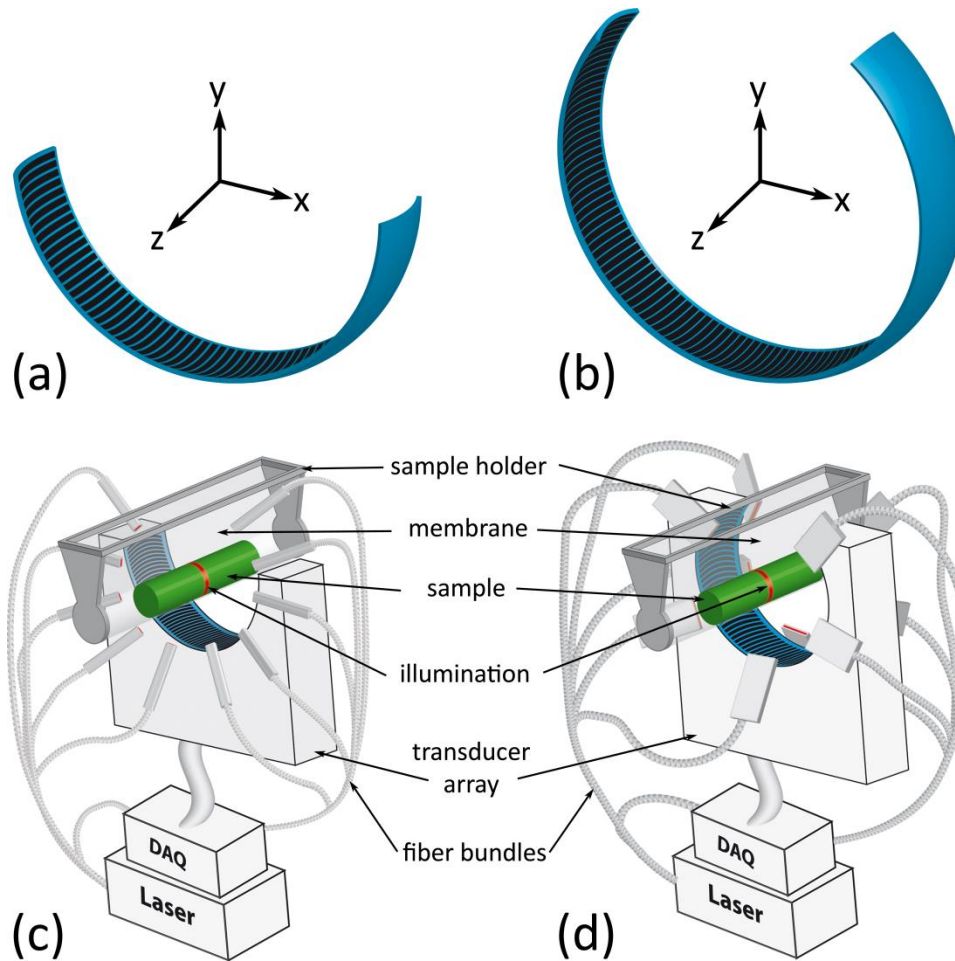 y
x
z
(a)
y
x
z
(b)
sample holder
membrane
sample
illumination
transducer
array
fiber bundles
DAQ
Laser
(c)
DAQ
Laser
(d)